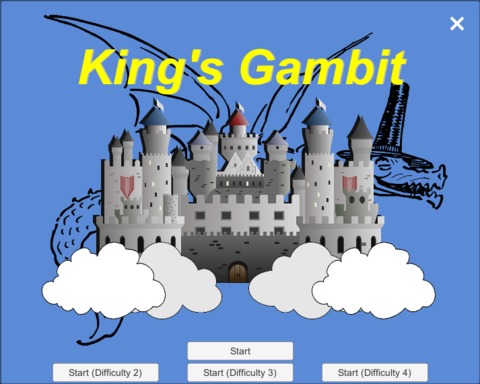 King's Gambit
Start
Start (Difficulty 2)
Start (Difficulty 3)
Start (Difficulty 4)